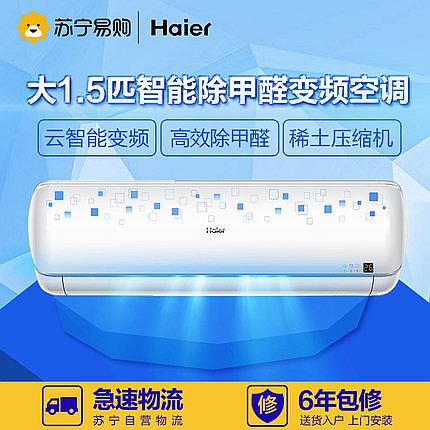 苏宁易购 Haier
大1.5匹智能除甲醛变频空调
云智能变频 高效除甲醛 稀土压缩机
Haier
26
急速物流
苏宁自营物流
修
6年包修
送货入户 上门安装